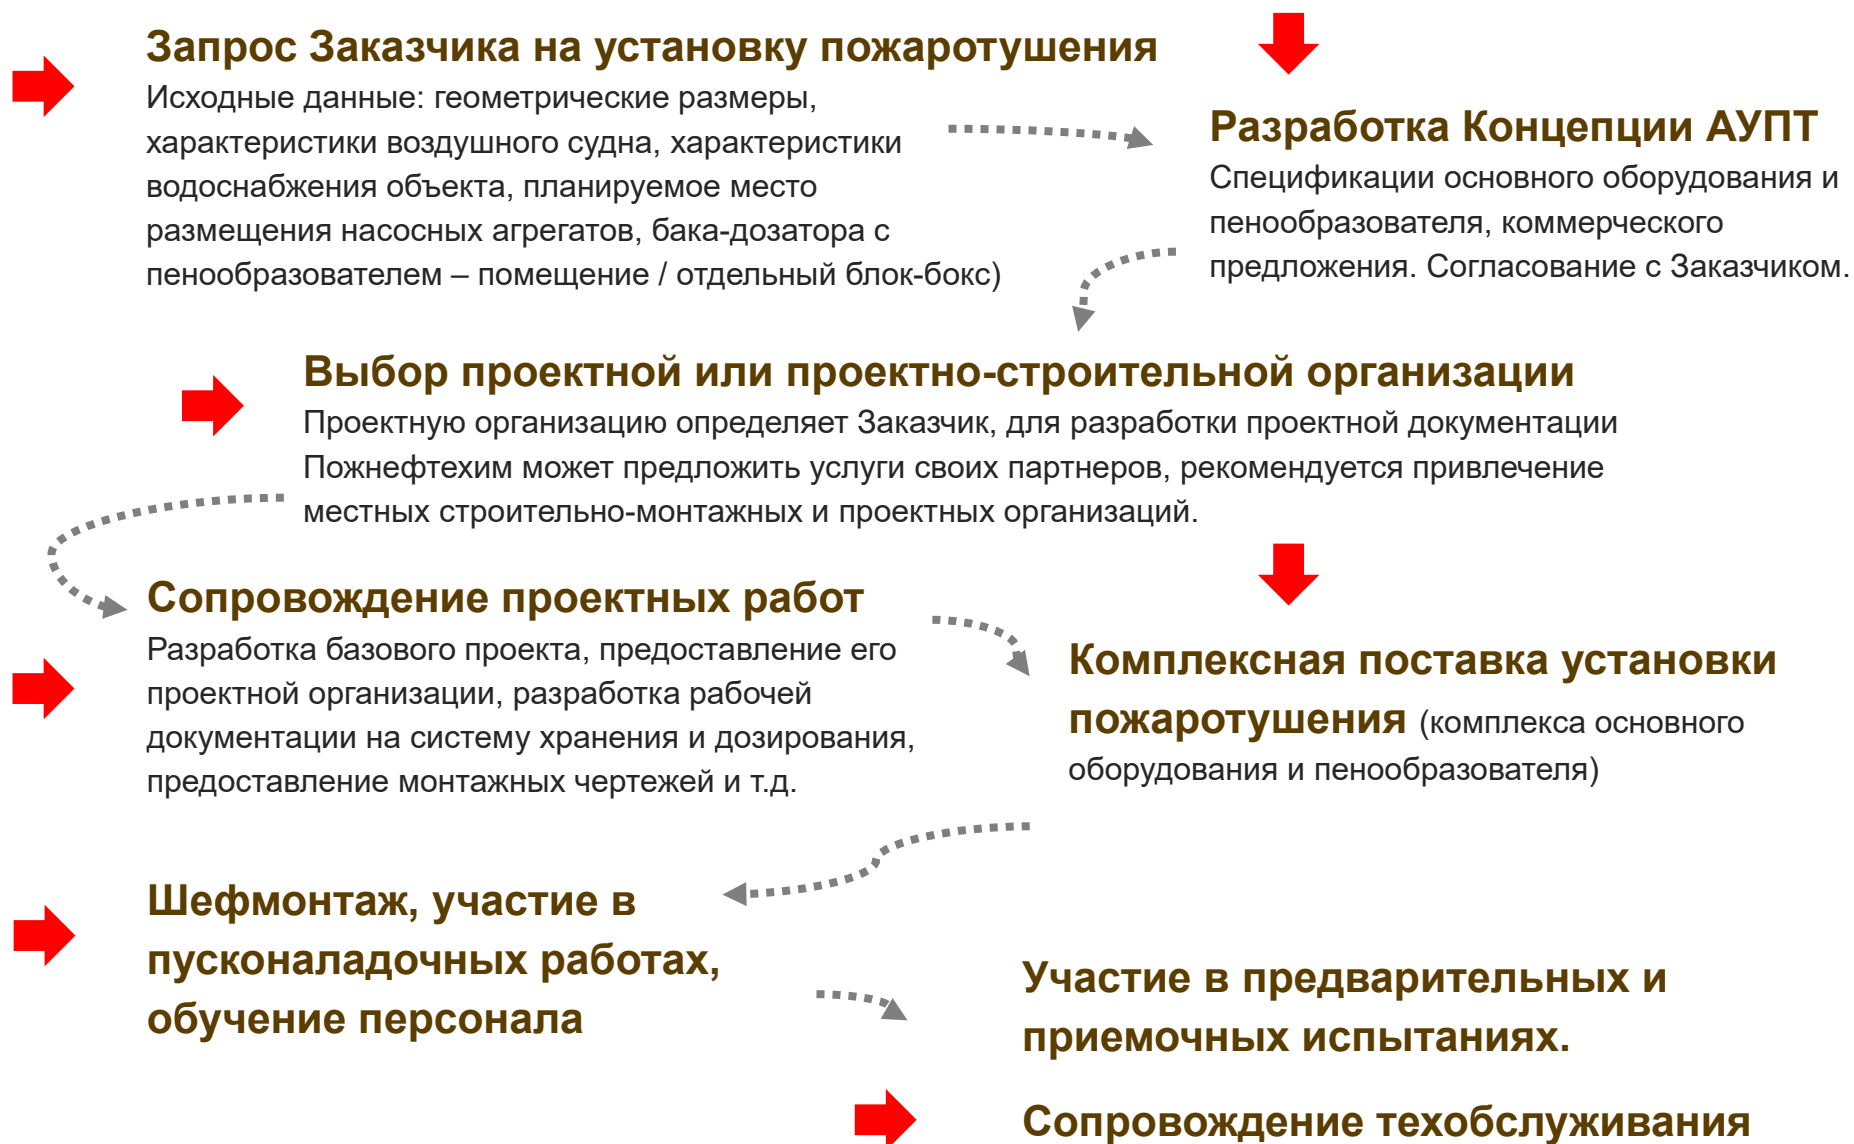 Запрос Заказчика на установку пожаротушения
Исходные данные: геометрические размеры,
характеристики воздушного судна, характеристики
водоснабжения объекта, планируемое место
размещения насосных агрегатов, бака-дозатора с
пенообразователем – помещение / отдельный блок-бокс)
Разработка Концепции АУПТ
Спецификации основного оборудования и
пенообразователя, коммерческого
предложения. Согласование с Заказчиком.
Выбор проектной или проектно-строительной организации
Проектную организацию определяет Заказчик, для разработки проектной документации
Пожнефтехим может предложить услуги своих партнеров, рекомендуется привлечение
местных строительно-монтажных и проектных организаций.
Сопровождение проектных работ
Разработка базового проекта, предоставление его
проектной организации, разработка рабочей
документации на систему хранения и дозирования,
предоставление монтажных чертежей и т.д.
Комплексная поставка установки
пожаротушения (комплекса основного
оборудования и пенообразователя)
Шефмонтаж, участие в
пусконаладочных работах,
обучение персонала
Участие в предварительных и
приемочных испытаниях.
Сопровождение техобслуживания